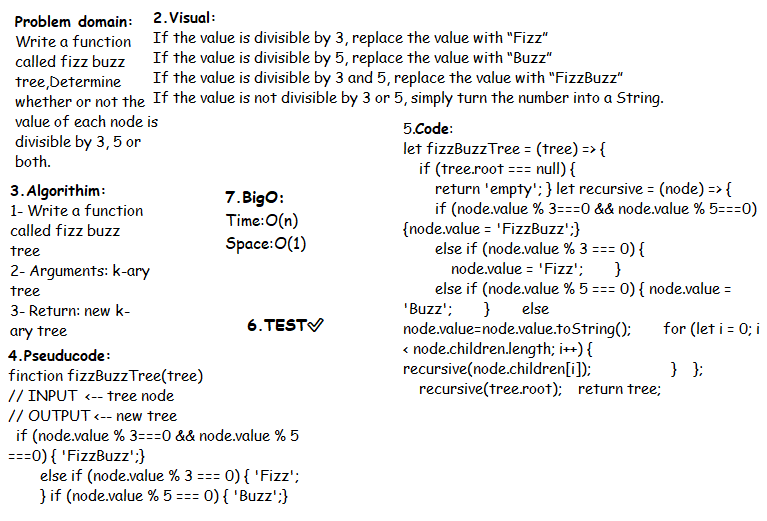 Problem domain:
Write a function
called fizz buzz
tree,Determine
whether or not the
value of each node is
divisible by 3, 5 or
both.
2.Visual:
If the value is divisible by 3, replace the value with “Fizz”
If the value is divisible by 5, replace the value with “Buzz”
If the value is divisible by 3 and 5, replace the value with “FizzBuzz”
If the value is not divisible by 3 or 5, simply turn the number into a String.
3.Algorithim:
1- Write a function
called fizz buzz
tree
2- Arguments: k-ary
tree
3- Return: new k-
ary tree
4.Pseuducode:
finction fizzBuzzTree(tree)
// INPUT <-- tree node
// OUTPUT <-- new tree
if (node.value % 3===0 && node.value % 5
===0) { 'FizzBuzz';}
else if (node.value % 3 === 0) { 'Fizz';
} if (node.value % 5 === 0) { 'Buzz';}
7.BigO:
Time:O(n)
Space:O(1)
6.TEST✓
5.Code:
let fizzBuzzTree = (tree) => {
if (tree.root === null) {
return 'empty'; } let recursive = (node) => {
if (node.value % 3===0 && node.value % 5===0)
{node.value = 'FizzBuzz';}
else if (node.value % 3 === 0) {
node.value = 'Fizz'; }
else if (node.value % 5 === 0) { node.value =
'Buzz'; } else
node.value=node.value.toString(); for (let i = 0; i
< node.children.length; i++) {
recursive(node.children[i]); } };
recursive(tree.root); return tree;